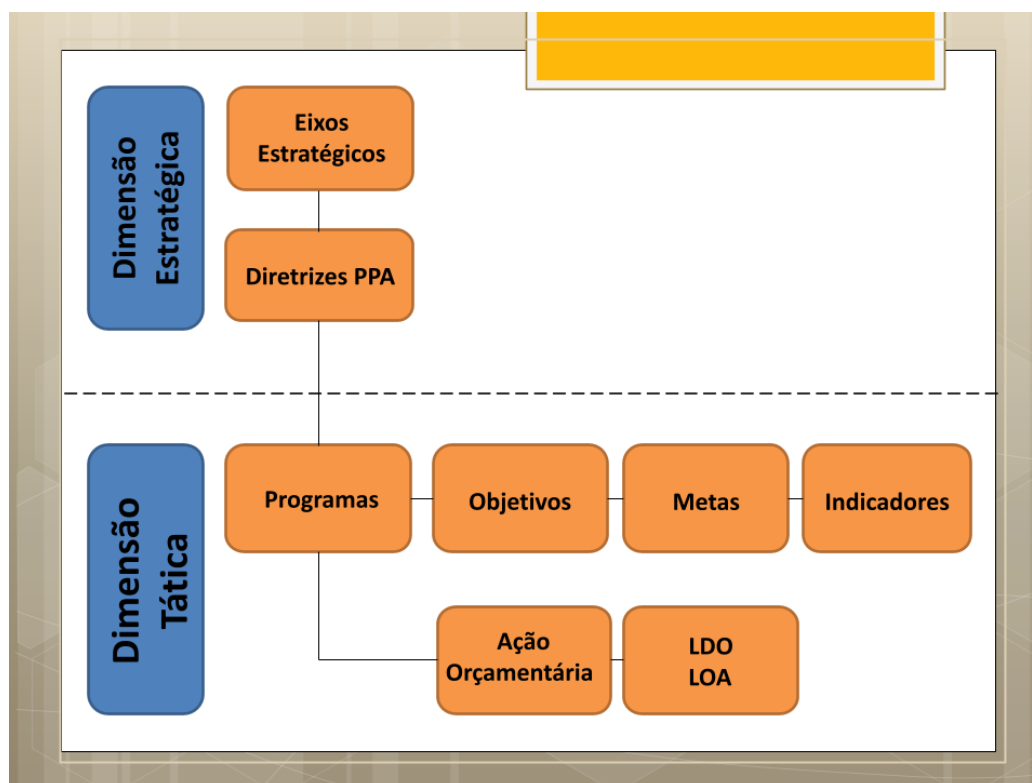 Dimensão
Estratégica
Eixos
Estratégicos
Diretrizes PPA
Dimensão
Tática
Programas
Objetivos
Metas
Indicadores
Ação
Orçamentária
LDO
LOA